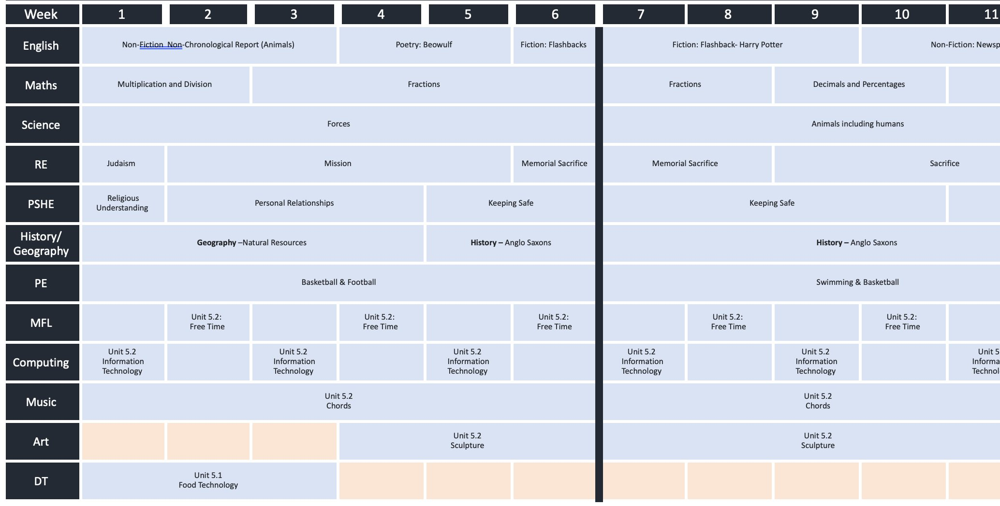 Week 1 2 3 4 5 6 7 8 9 10 11
English Non-Fiction Non-Chronological Report (Animals) Poetry: Beowulf Fiction: Flashbacks Fiction: Flashback- Harry Potter Non-Fiction:
Maths Multiplication and Division Fractions Fractions Decimals and Percentages
Science Forces Animals including humans
RE Judaism Mission Memorial Sacrifice Memorial Sacrifice Sacrifice
PSHE Religious Understanding Personal Relationships Keeping Safe Keeping Safe
History/
Geography Geography –Natural Resources History – Anglo Saxons History – Anglo Saxons
PE Basketball & Football Swimming & Basketball
MFL Unit 5.2: Unit 5.2: Unit 5.2: Unit 5.2: Unit 5.2:
Free Time Free Time Free Time Free Time Free Time
Computing Unit 5.2 Unit 5.2 Unit 5.2 Unit 5.2 Unit 5.2 Unit
Information Information Information Information Information
Technology Technology Technology Technology Technology
Music Unit 5.2 Unit 5.2
Chords Chords
Art Unit 5.2 Unit 5.2
Sculpture Sculpture
DT Unit 5.1
Food Technology